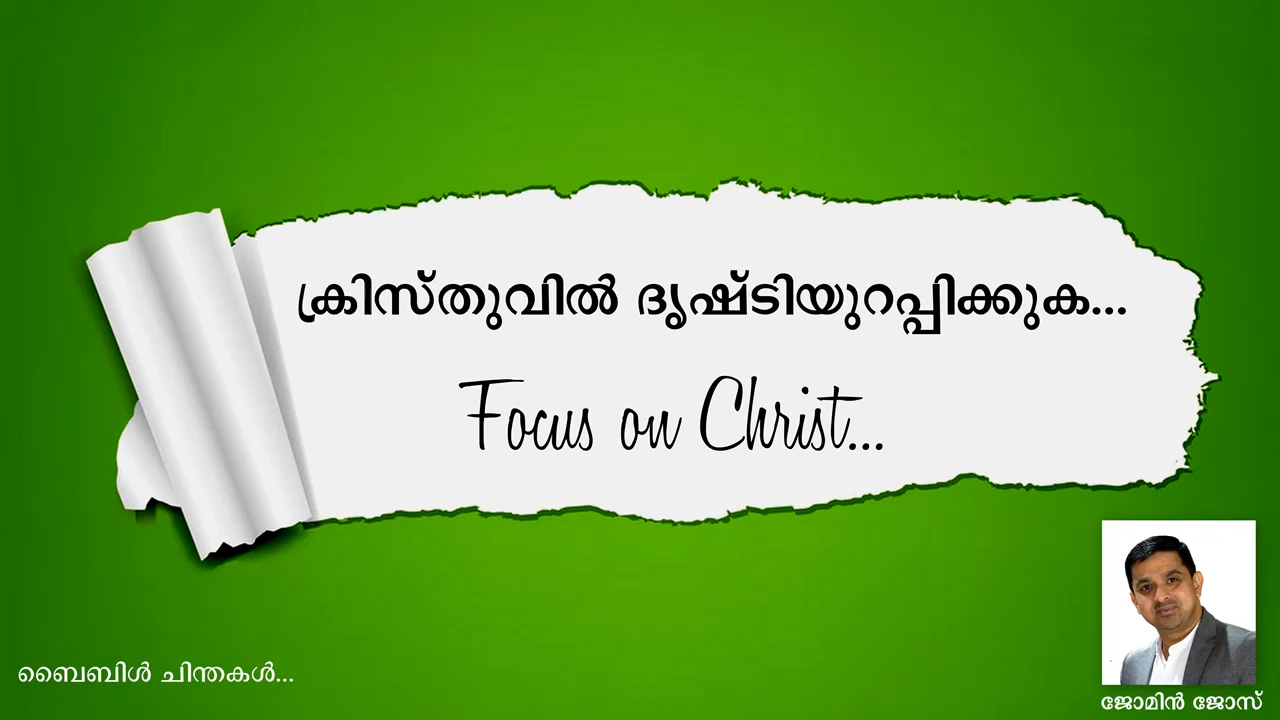 ക്രിസ്തുവിൽ ദൃഷ്ടിയുറപ്പിക്കുക...
Focus on Christ...
ബൈബിൾ ചിന്തകൾ...
ജോമിൻ ജോസ്